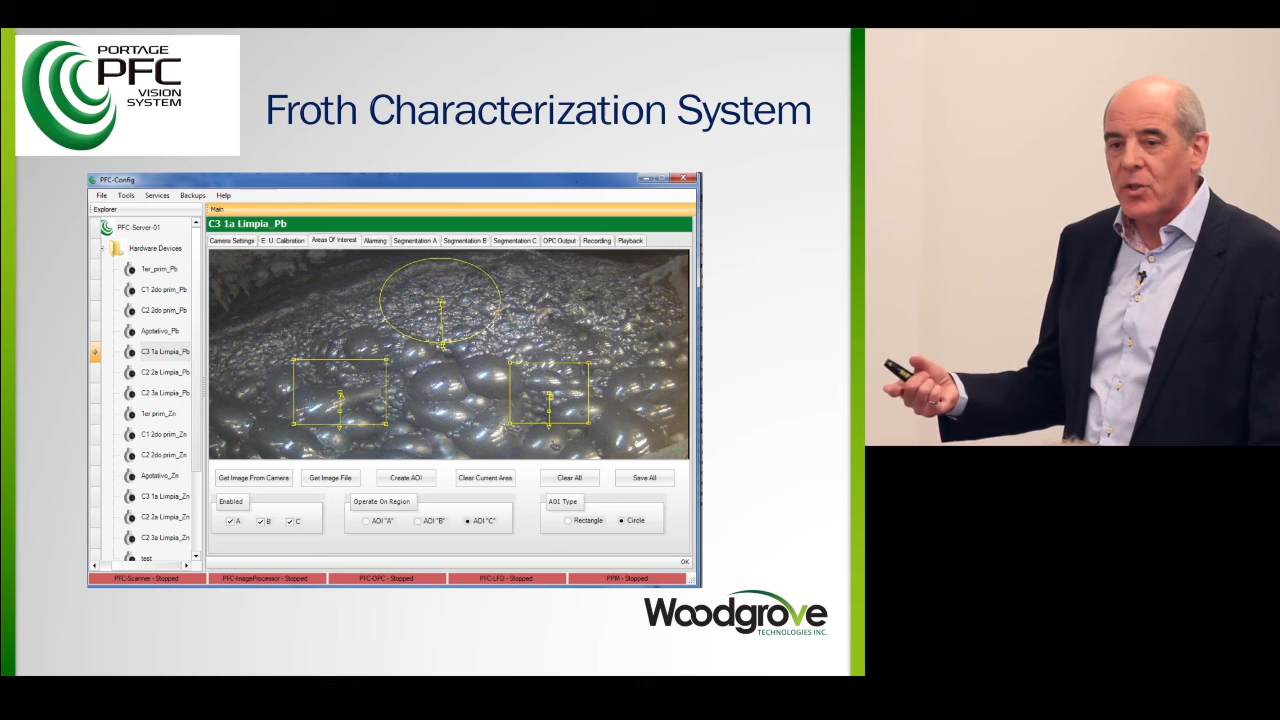 PORTAGE
PFC
VISION
SYSTEM
Froth Characterization System
PFC-Config
File Tools Services Backups Help
Explorer
Main
PFC-Server-01
Hardware Devices
1er_prim_Pb
C1 2do prim_Pb
C2 2do prim_Pb
Agotativo_Pb
C3 1a Limpia_Pb
C2 2a Limpia_Pb
C2 3a Limpia_Pb
1er prim_Zn
C1 2do prim_Zn
C2 2do prim_Zn
Agotativo_Zn
C3 1a Limpia_Zn
C2 2a Limpia_Zn
C2 3a Limpia_Zn
test
C3 1a Limpia_Pb
Camera Settings E. U. Calibration Areas Of Interest Alarming Segmentation A Segmentation B Segmentation C OPC Output Recording Playback
Get Image From Camera Get Image File Create AOI Clear Current Area Clear All Save All
Enabled
A B C
Operate On Region
AOI "A" AOI "B" AOI "C"
AOI Type
Rectangle Circle
OK
PFC-Scanner - Stopped PFC-ImageProcessor - Stopped PFC-OPC - Stopped PFC-LFD - Stopped PPM - Stopped
Woodgrove
TECHNOLOGIES INC.